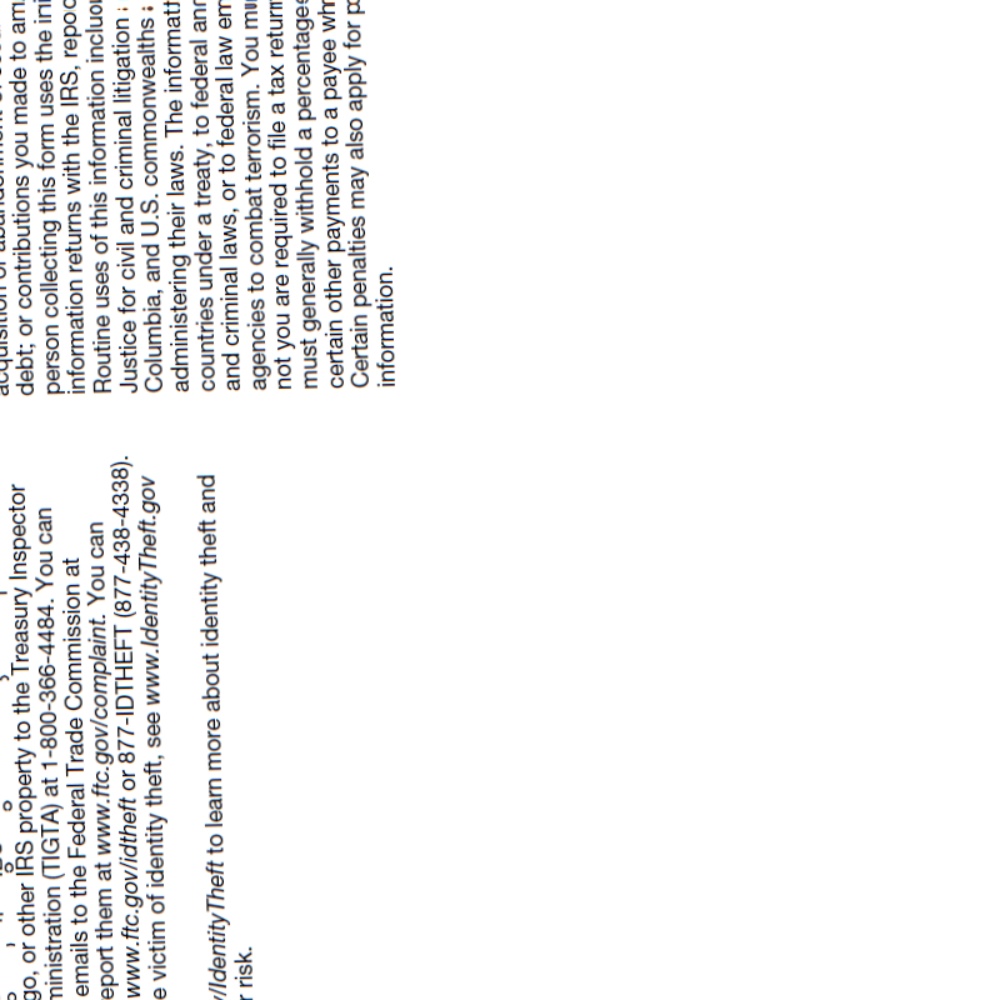 go, or other IRS property to the Treasury Inspector
ministration (TIGTA) at 1-800-366-4484. You can
emails to the Federal Trade Commission at
eport them at www.ftc.gov/complaint. You can
www.ftc.gov/idtheft or 877-IDTHEFT (877-438-4338).
e victim of identity theft, see www.IdentityTheft.gov
v/IdentityTheft to learn more about identity theft and
r risk.
debt; or contributions you made to an
person collecting this form uses the in
information returns with the IRS, repo
Routine uses of this information includ
Justice for civil and criminal litigation
Columbia, and U.S. commonwealths
administering their laws. The informat
countries under a treaty, to federal an
and criminal laws, or to federal law en
agencies to combat terrorism. You mu
not you are required to file a tax return
must generally withhold a percentage
certain other payments to a payee wh
Certain penalties may also apply for p
information.